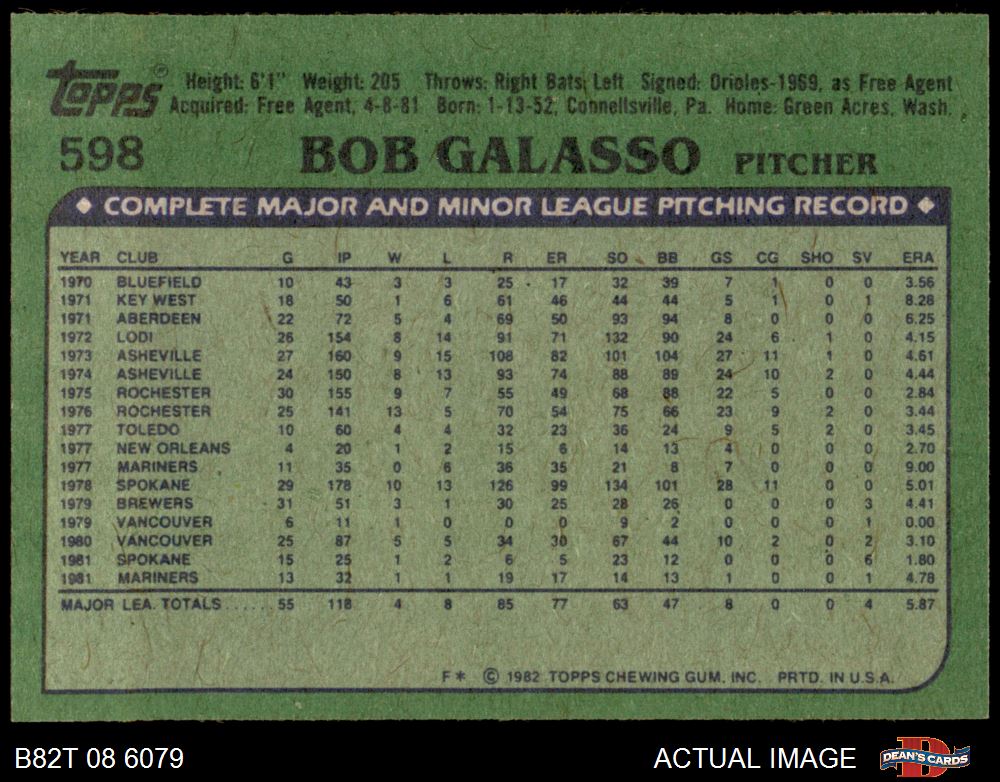 Topps® Height: 6'1" Weight: 205 Throws: Right Bats: Left Signed: Orioles-1969, as Free Agent
Acquired: Free Agent, 4-8-81 Born: 1-13-52, Connellsville, Pa. Home: Green Acres, Wash.
598 BOB GALASSO PITCHER
◆ COMPLETE MAJOR AND MINOR LEAGUE PITCHING RECORD ◆
YEAR CLUB G IP W L R ER SO BB GS CG SHO SV ERA
1970 BLUEFIELD 10 43 3 3 25 17 32 39 7 1 0 0 3.56
1971 KEY WEST 18 50 1 6 61 46 44 44 5 1 0 1 8.28
1971 ABERDEEN 22 72 5 4 69 50 93 94 8 0 0 0 6.25
1972 LODI 26 154 8 14 91 71 132 90 24 6 1 0 4.15
1973 ASHEVILLE 27 160 9 15 108 82 101 104 27 11 1 0 4.61
1974 ASHEVILLE 24 150 8 13 93 74 88 89 24 10 2 0 4.44
1975 ROCHESTER 30 155 9 7 55 49 68 88 22 5 0 0 2.84
1976 ROCHESTER 25 141 13 5 70 54 75 66 23 9 2 0 3.44
1977 TOLEDO 10 60 4 4 32 23 36 24 9 5 2 0 3.45
1977 NEW ORLEANS 4 20 1 2 15 6 14 13 4 0 0 0 2.70
1977 MARINERS 11 35 0 6 36 35 21 8 7 0 0 0 9.00
1978 SPOKANE 29 178 10 13 126 99 134 101 28 11 0 0 5.01
1979 BREWERS 31 51 3 1 30 25 28 26 0 0 0 3 4.41
1979 VANCOUVER 6 11 1 0 0 0 9 2 0 0 0 1 0.00
1980 VANCOUVER 25 87 5 5 34 30 67 44 10 2 0 2 3.10
1981 SPOKANE 15 25 1 2 6 5 23 12 0 0 0 6 1.80
1981 MARINERS 13 32 1 1 19 17 14 13 1 0 0 1 4.78
MAJOR LEA. TOTALS...... 55 118 4 8 85 77 63 47 8 0 0 4 5.87
F* © 1982 TOPPS CHEWING GUM, INC. PRTD. IN U.S.A.
B82T 08 6079 ACTUAL IMAGE DEAN'S CARDS